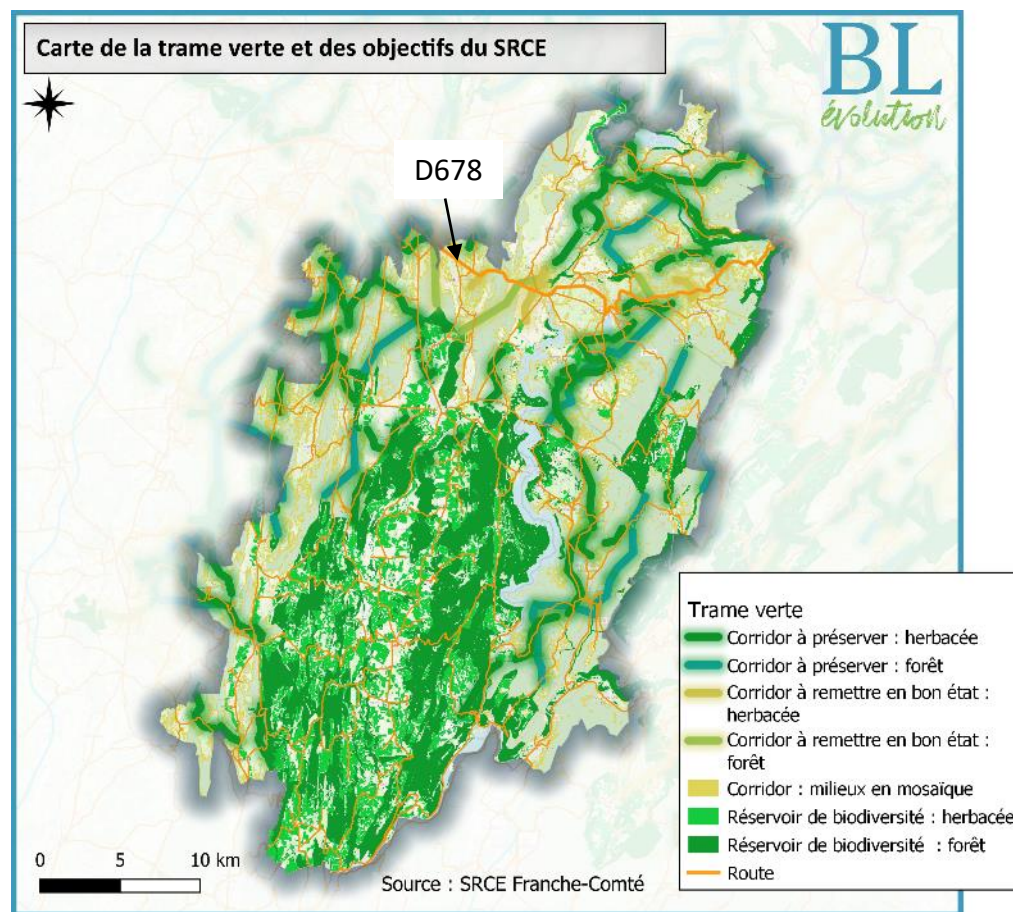 Carte de la trame verte et des objectifs du SRCE
BL
évolution
D678
Trame verte
Corridor à préserver : herbacée
Corridor à préserver : forêt
Corridor à remettre en bon état :
herbacée
Corridor à remettre en bon état :
forêt
Corridor : milieux en mosaïque
Réservoir de biodiversité : herbacée
Réservoir de biodiversité : forêt
Route
0 5 10 km
Source : SRCE Franche-Comté